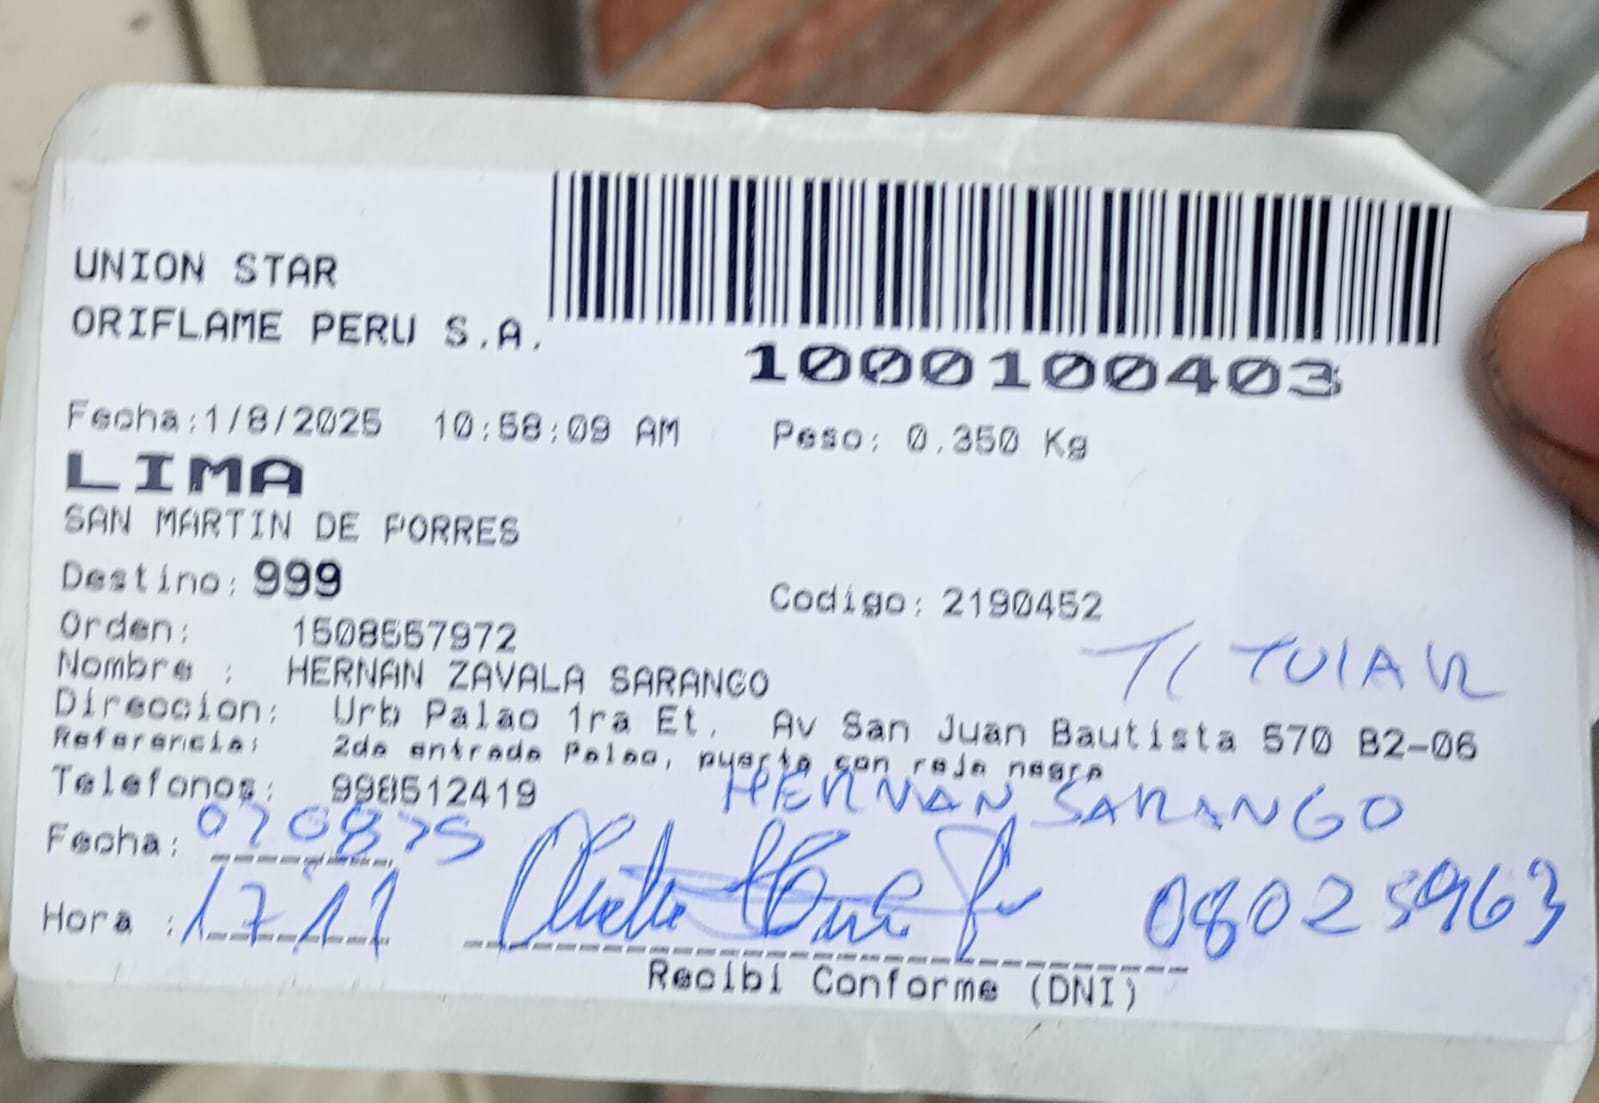 UNION STAR
ORIFLAME PERU S.A.
1000100403
Fecha:1/8/2025 10:58:09 AM Peso: 0.350 Kg
LIMA
SAN MARTIN DE PORRES
Destino: 999 Codigo: 2190452
Orden: 1508557972
TITULAR
Nombre : HERNAN ZAVALA SARANGO
Direccion: Urb Palao 1ra Et. Av San Juan Bautista 570 B2-06
Referencia: 2da entrada Palao, puerta con reja negra
Telefonos: 998512419
HERNAN SARANGO
Fecha: 070825
Hora : 17:11 08025963
Recibi Conforme (DNI)